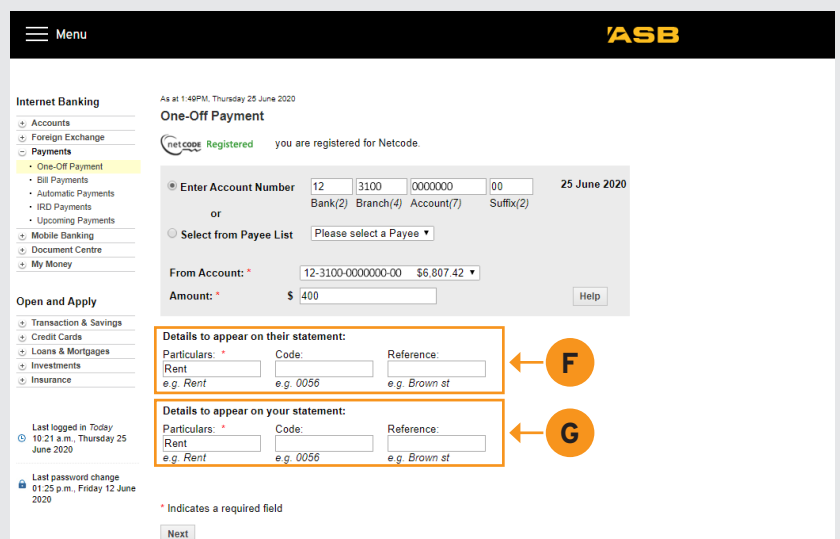 Menu
ASB
Internet Banking
Accounts
Foreign Exchange
Payments
One-Off Payment
Bill Payments
Automatic Payments
IRD Payments
Upcoming Payments
Mobile Banking
Document Centre
My Money
Open and Apply
Transaction & Savings
Credit Cards
Loans & Mortgages
Investments
Insurance
Last logged in Today
10:21 a.m., Thursday 25
June 2020
Last password change
01:25 p.m., Friday 12 June
2020
As at 1:49PM, Thursday 25 June 2020
One-Off Payment
netcode Registered you are registered for Netcode.
Enter Account Number 12 3100 0000000 00 25 June 2020
Bank(2) Branch(4) Account(7) Suffix(2)
or
Select from Payee List Please select a Payee
From Account: * 12-3100-0000000-00 $6,807.42
Amount: * $ 400 Help
Details to appear on their statement:
Particulars: * Code: Reference:
Rent
e.g. Rent e.g. 0056 e.g. Brown st
F
Details to appear on your statement:
Particulars: * Code: Reference:
Rent
e.g. Rent e.g. 0056 e.g. Brown st
G
* Indicates a required field
Next